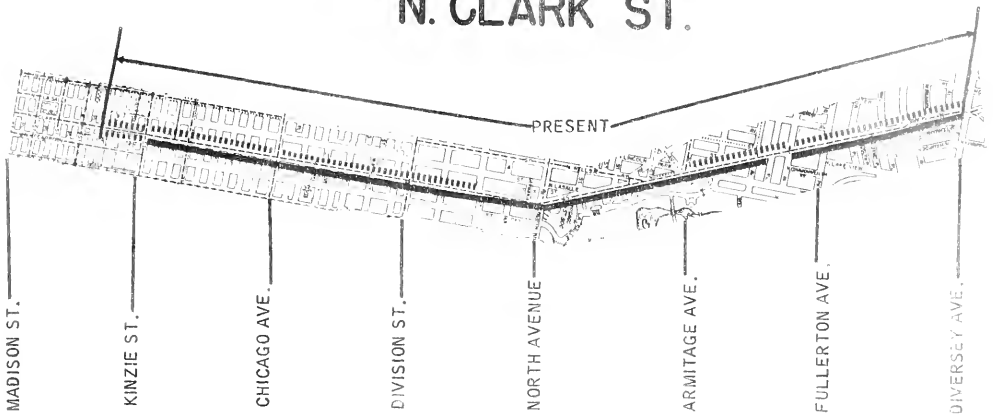 N. CLARK ST.
PRESENT
MADISON ST.
KINZIE ST.
CHICAGO AVE.
DIVISION ST.
NORTH AVENUE
ARMITAGE AVE.
FULLERTON AVE.
DIVERSEY AVE.